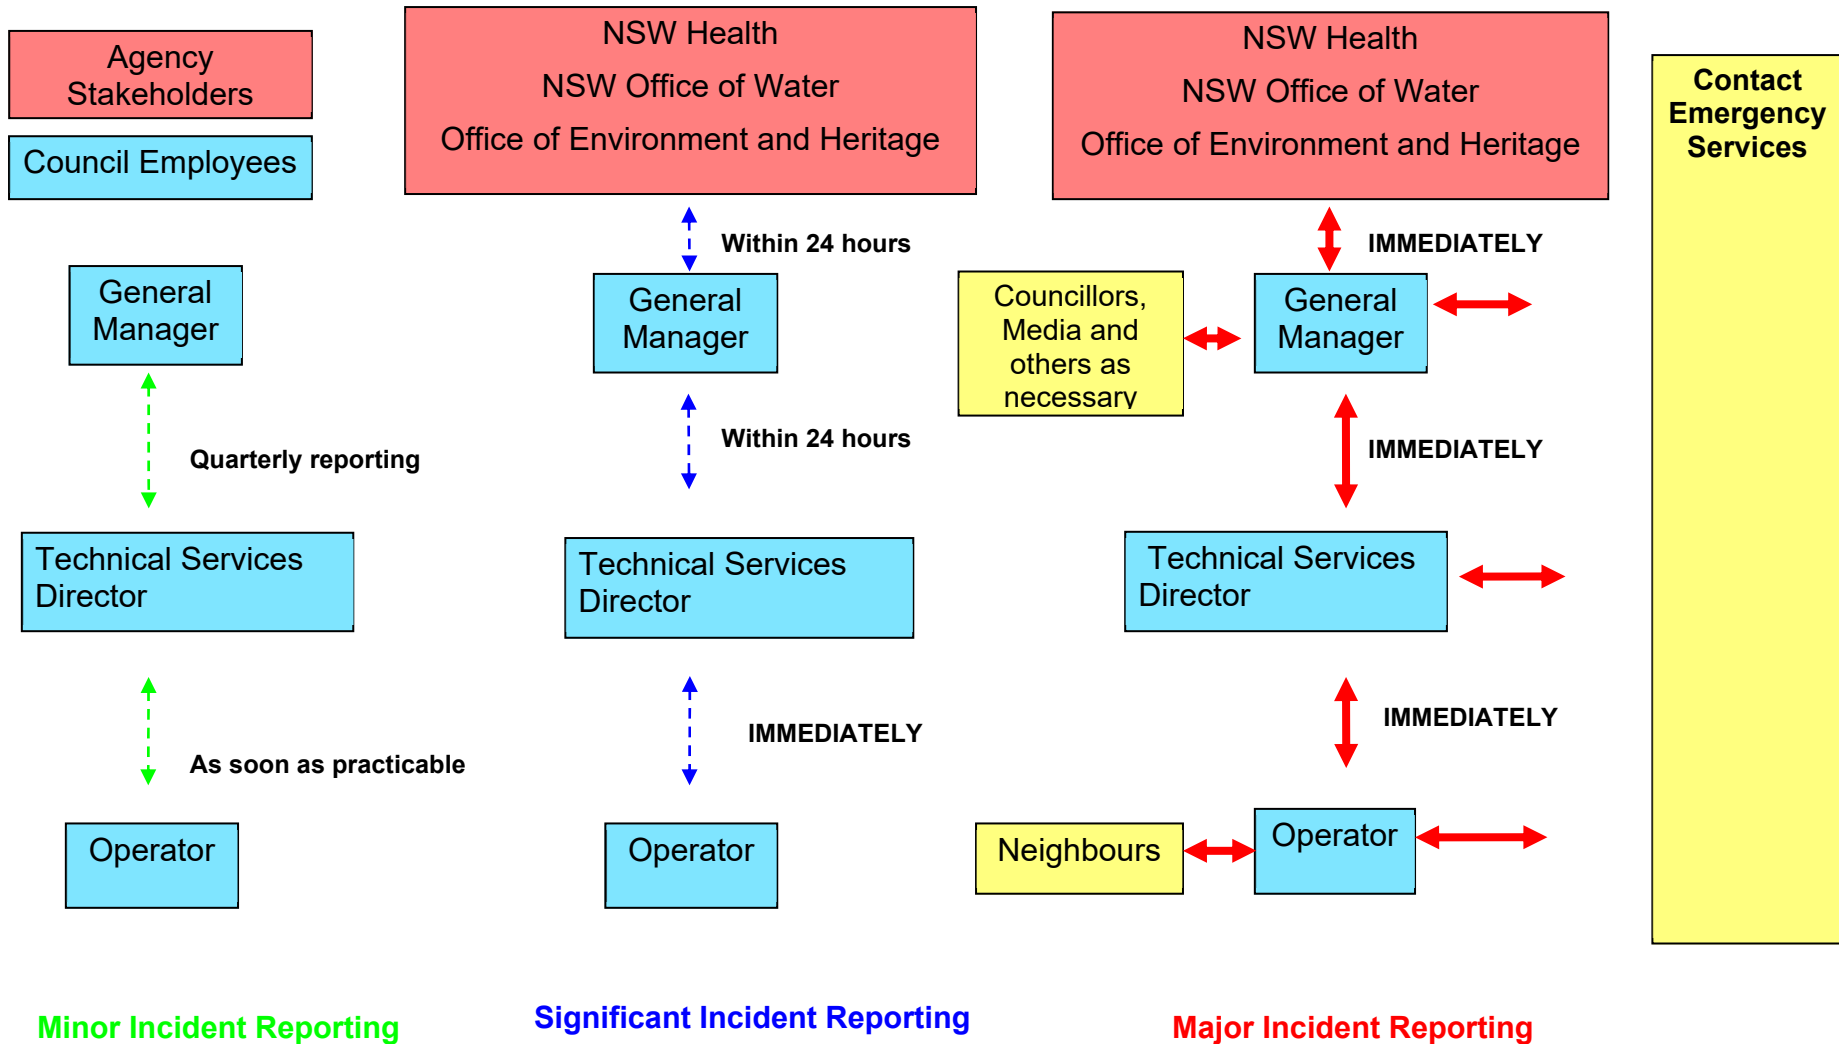 Agency
Stakeholders
Council Employees
NSW Health
NSW Office of Water
Office of Environment and Heritage
NSW Health
NSW Office of Water
Office of Environment and Heritage
Contact
Emergency
Services
Within 24 hours
IMMEDIATELY
General
Manager
General
Manager
Councillors,
Media and
others as
necessary
General
Manager
Quarterly reporting
Within 24 hours
IMMEDIATELY
Technical Services
Director
Technical Services
Director
Technical Services
Director
As soon as practicable
IMMEDIATELY
IMMEDIATELY
Operator
Operator
Neighbours
Operator
Minor Incident Reporting
Significant Incident Reporting
Major Incident Reporting